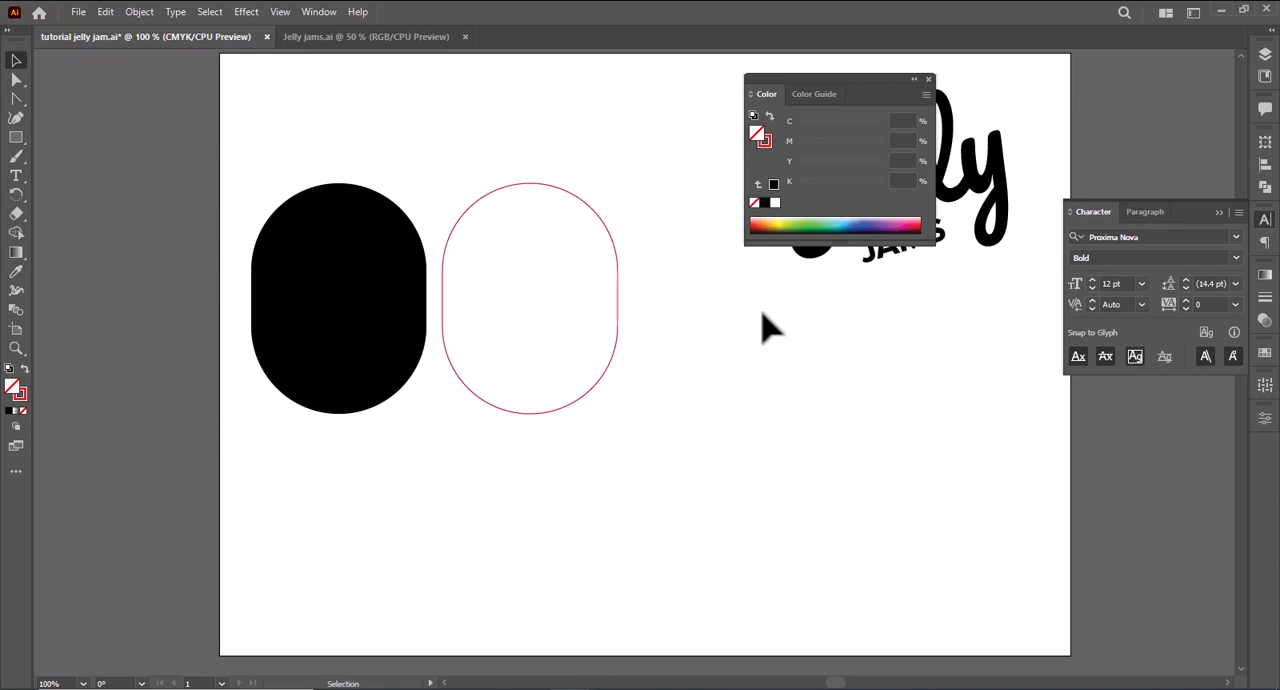 Ai File Edit Object Type Select Effect View Window Help
tutorial jelly jam.ai* @ 100 % (CMYK/CPU Preview) × Jelly jams.ai @ 50 % (RGB/CPU Preview) ×
Color Color Guide
C %
M %
Y %
K %
Character Paragraph
Proxima Nova
Bold
12 pt (14.4 pt)
Auto 0
Snap to Glyph
100% 0° 1 Selection